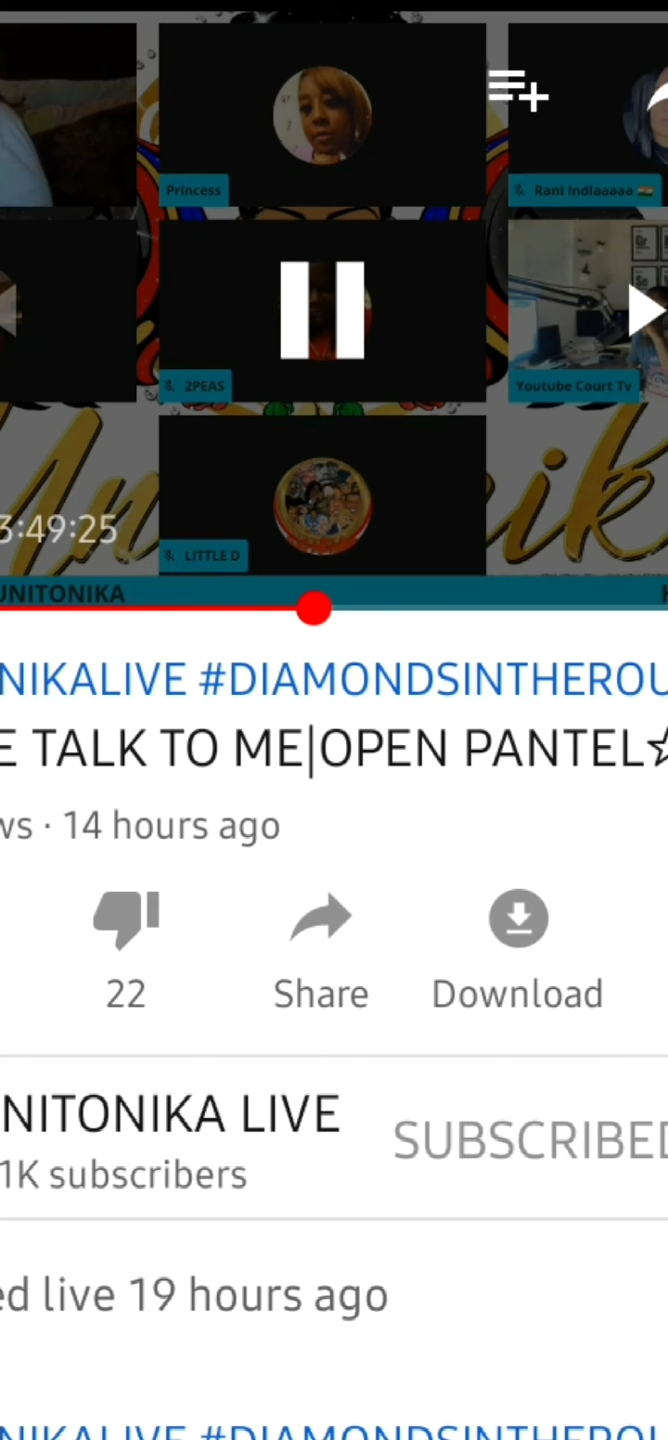 Princess
Rani Indiaaaaa
2PEAS
Youtube Court Tv
3:49:25
LITTLE D
UNITONIKA
H
NIKALIVE #DIAMONDSINTHEROU
E TALK TO ME|OPEN PANTEL☆
ws · 14 hours ago
22
Share
Download
NITONIKA LIVE
SUBSCRIBED
1K subscribers
ed live 19 hours ago
NIKALIVE #DIAMONDSINTHEROU